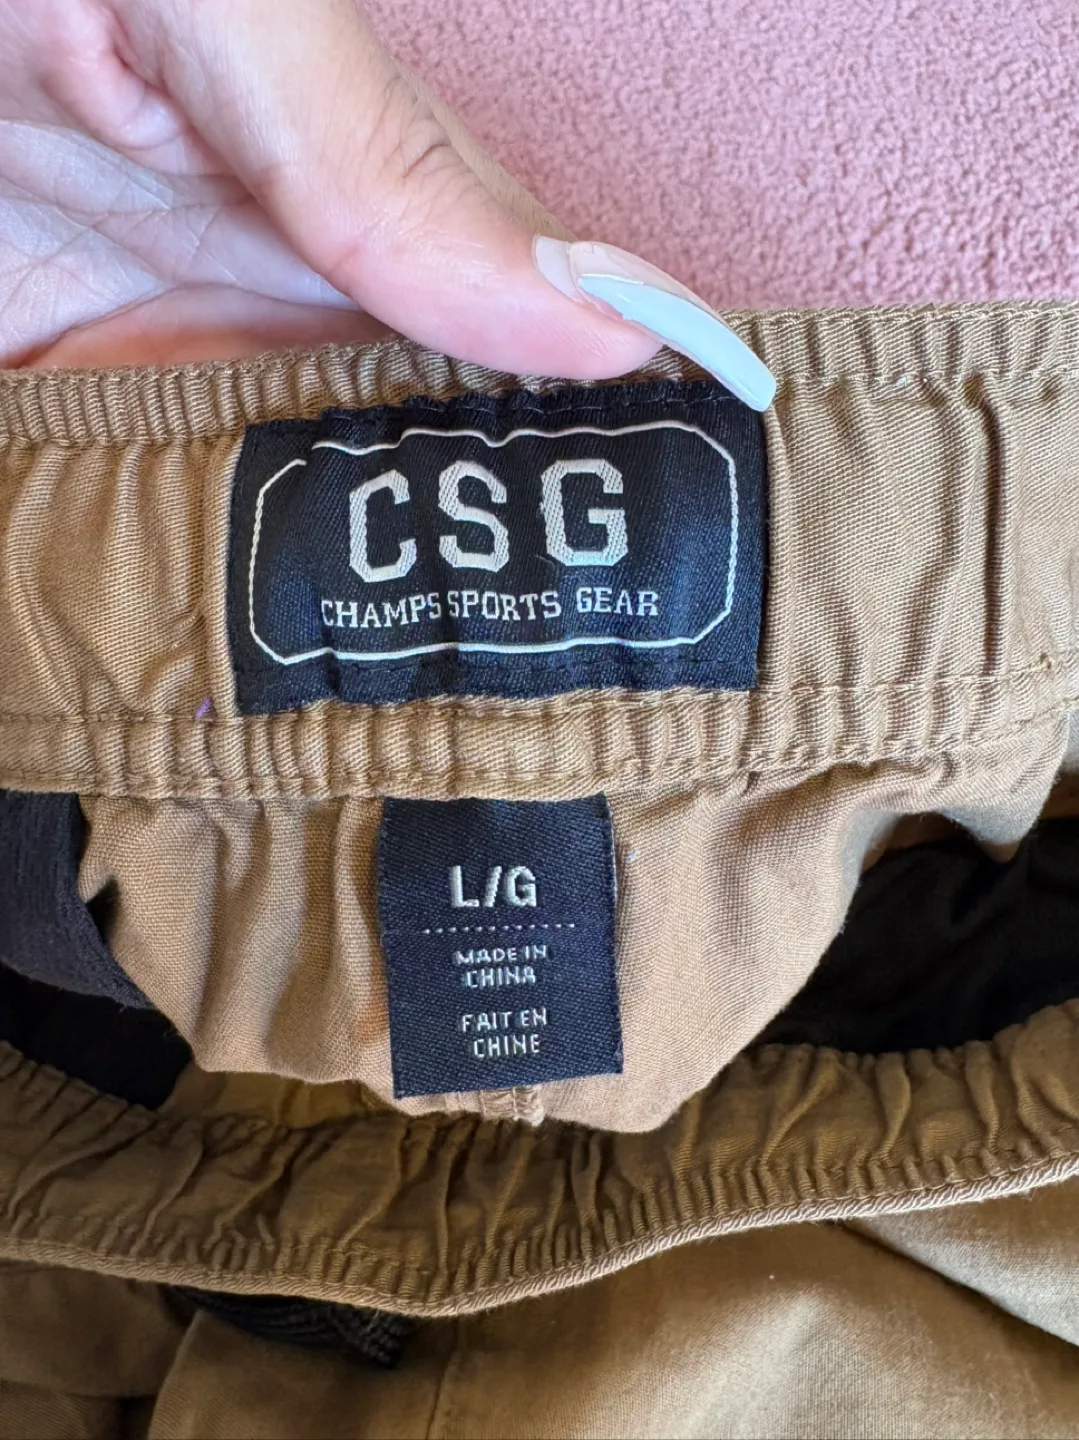 CSG
CHAMPS SPORTS GEAR
L/G
MADE IN
CHINA
FAIT EN
CHINE